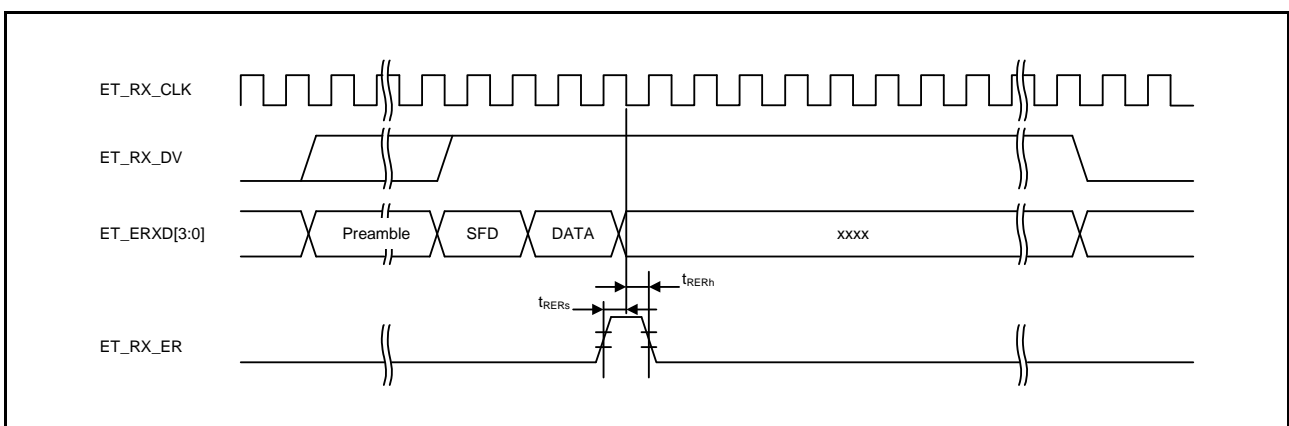 ET_RX_CLK
ET_RX_DV
ET_ERXD[3:0]
Preamble
SFD
DATA
xxxx
tRERh
tRERs
ET_RX_ER